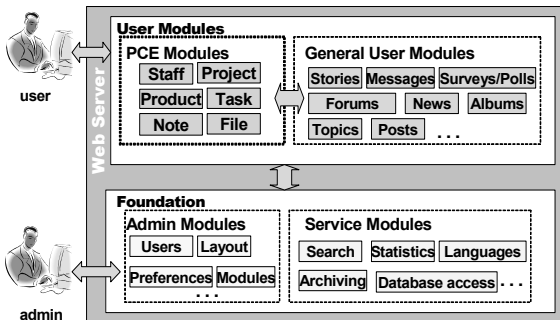 User Modules
PCE Modules
Staff
Project
Product
Task
Note
File
General User Modules
Stories
Messages
Surveys/Polls
Forums
News
Albums
Topics
Posts
. . .
user
Web Server
Foundation
Admin Modules
Users
Layout
Preferences
Modules
. . .
Service Modules
Search
Statistics
Languages
Archiving
Database access
. . .
admin